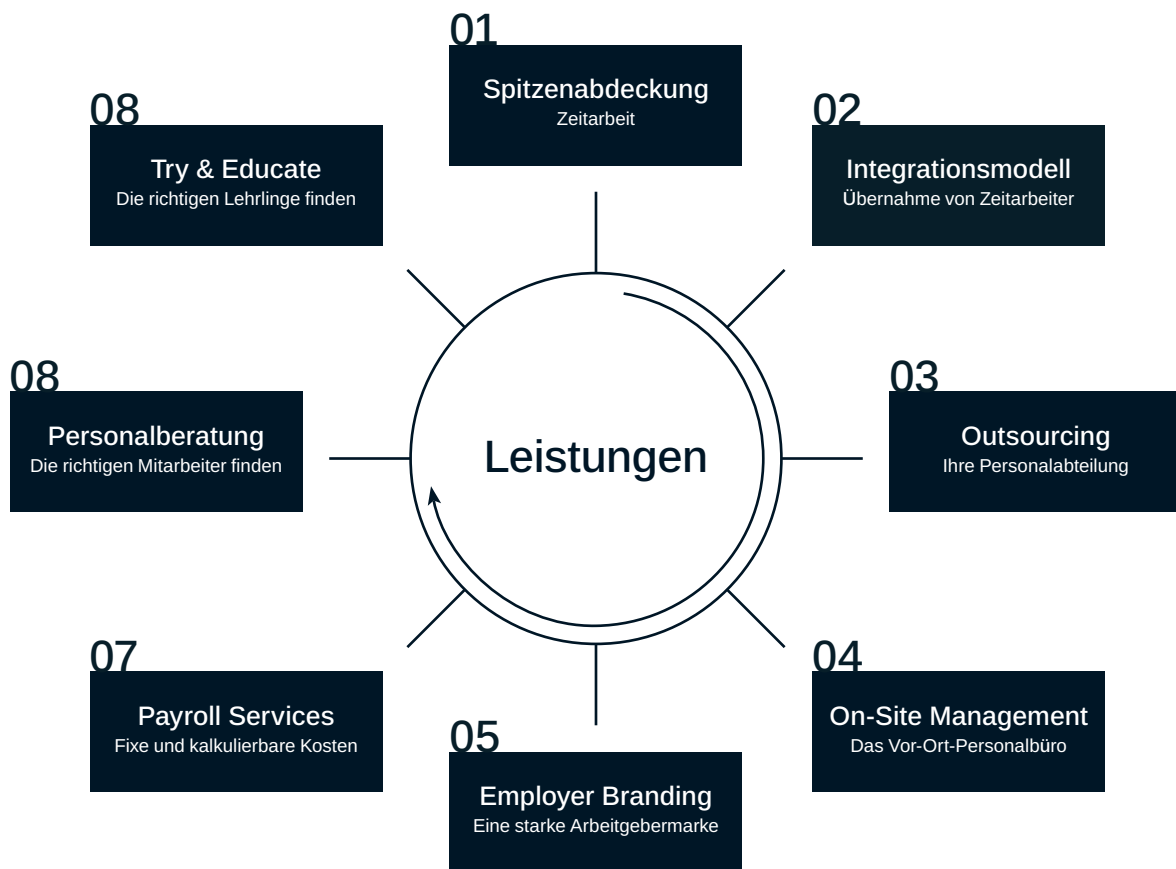 01
Spitzenabdeckung
Zeitarbeit
02
Integrationsmodell
Übernahme von Zeitarbeiter
03
Outsourcing
Ihre Personalabteilung
04
On-Site Management
Das Vor-Ort-Personalbüro
05
Employer Branding
Eine starke Arbeitgebermarke
07
Payroll Services
Fixe und kalkulierbare Kosten
08
Personalberatung
Die richtigen Mitarbeiter finden
08
Try & Educate
Die richtigen Lehrlinge finden
Leistungen